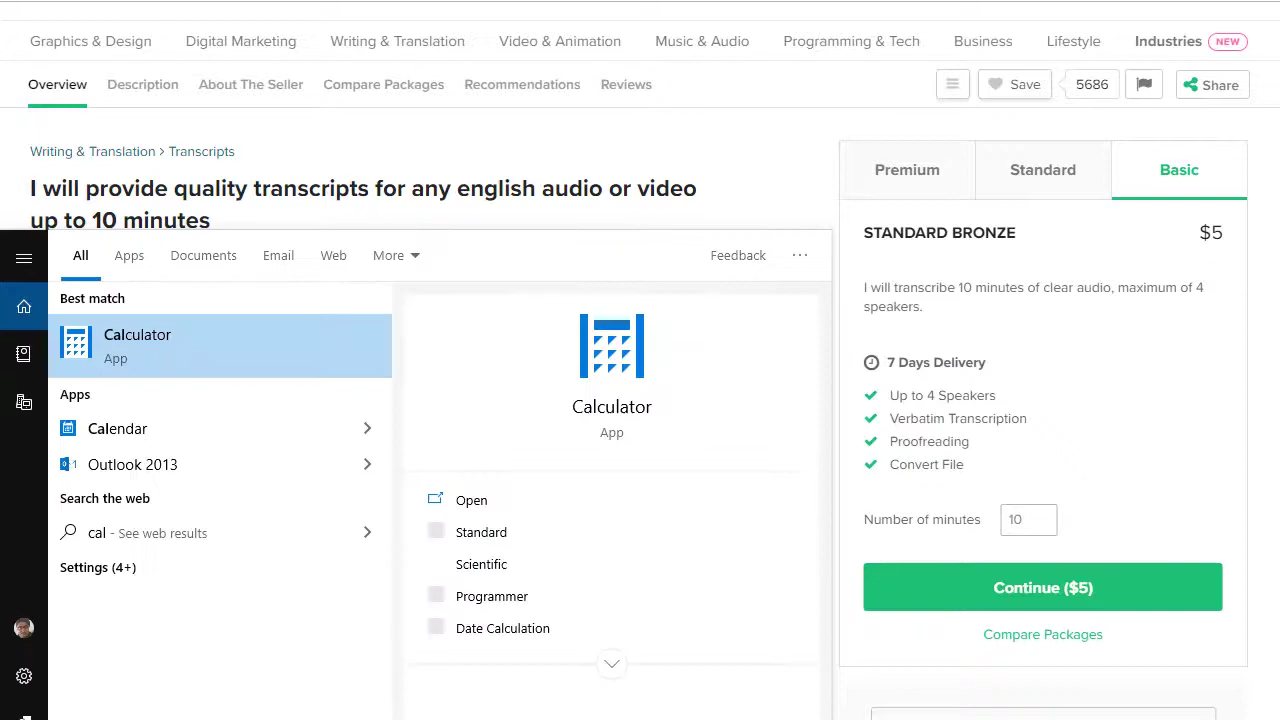 Graphics & Design Digital Marketing Writing & Translation Video & Animation Music & Audio Programming & Tech Business Lifestyle Industries NEW
Overview Description About The Seller Compare Packages Recommendations Reviews Save 5686 Share
Writing & Translation > Transcripts
I will provide quality transcripts for any english audio or video
up to 10 minutes
All Apps Documents Email Web More Feedback ...
Best match
Calculator
App
Apps
Calendar
Outlook 2013
Search the web
cal - See web results
Settings (4+)
Calculator
App
Open
Standard
Scientific
Programmer
Date Calculation
Premium Standard Basic
STANDARD BRONZE $5
I will transcribe 10 minutes of clear audio, maximum of 4
speakers.
7 Days Delivery
Up to 4 Speakers
Verbatim Transcription
Proofreading
Convert File
Number of minutes 10
Continue ($5)
Compare Packages